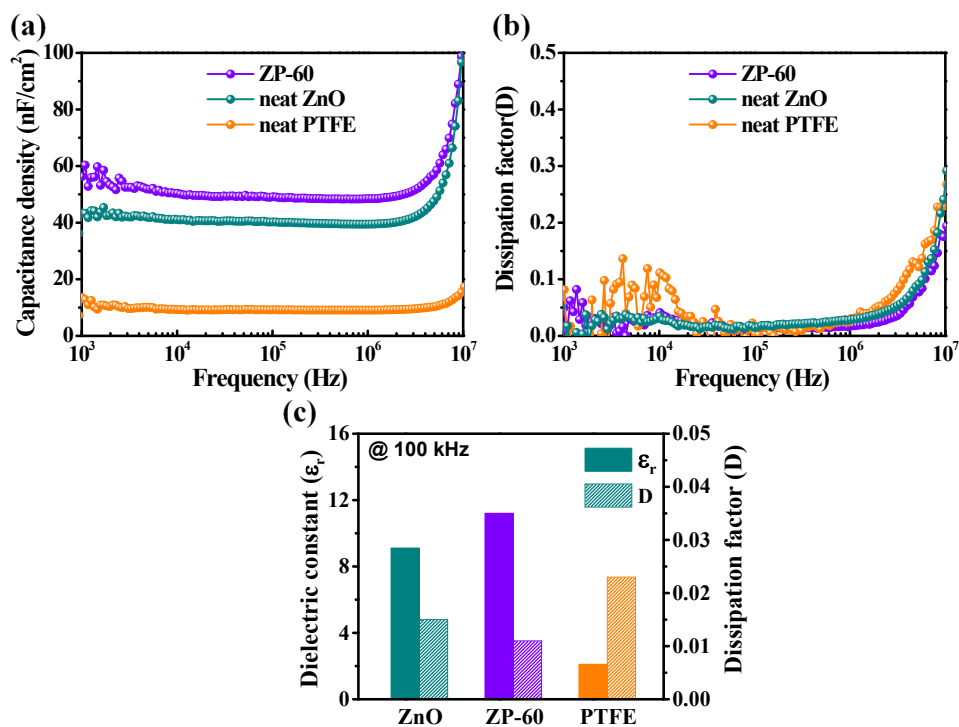 (a)
Capacitance density (nF/cm²)
100
80
60
40
20
0
ZP-60
neat ZnO
neat PTFE
10³ 10⁴ 10⁵ 10⁶ 10⁷
Frequency (Hz)
(b)
Dissipation factor(D)
0.5
0.4
0.3
0.2
0.1
0.0
ZP-60
neat ZnO
neat PTFE
10³ 10⁴ 10⁵ 10⁶ 10⁷
Frequency (Hz)
(c)
Dielectric constant (εᵣ)
16
12
8
4
0
@ 100 kHz
εᵣ
D
0.05
0.04
0.03
0.02
0.01
0.00
Dissipation factor (D)
ZnO ZP-60 PTFE